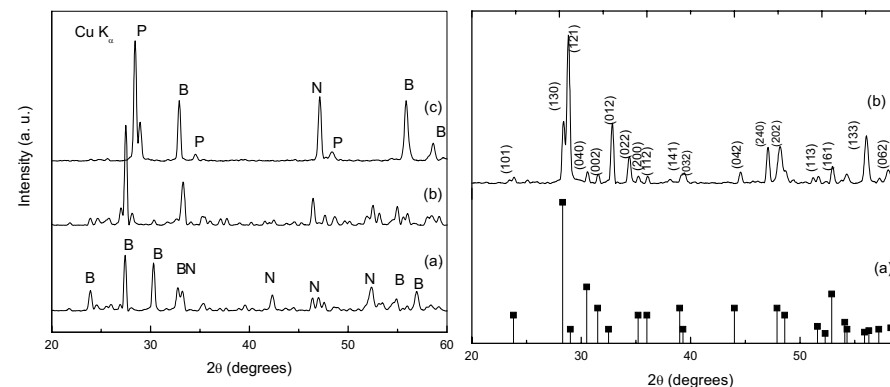 Cu Kα
P
B
P
N
P
B
B
(c)
(b)
(a)
B
B
B
BN
N
N
N
B
B
Intensity (a. u.)
20 30 40 50 60
2θ (degrees)
(101)
(130)
(121)
(040)
(002)
(012)
(022)
(200)
(112)
(141)
(032)
(042)
(240)
(202)
(113)
(161)
(133)
(062)
(b)
(a)
20 30 40 50
2θ (degrees)